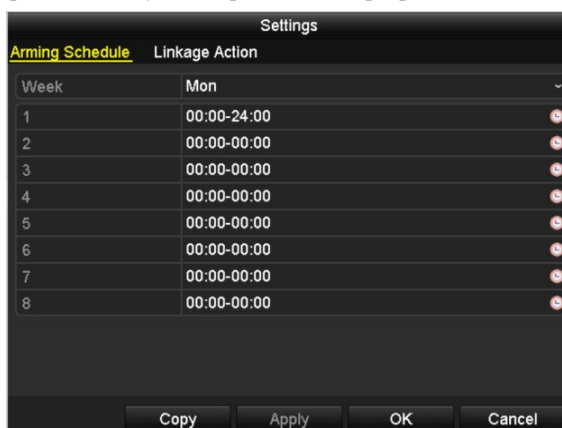 Settings
Arming Schedule Linkage Action
Week Mon
1 00:00-24:00
2 00:00-00:00
3 00:00-00:00
4 00:00-00:00
5 00:00-00:00
6 00:00-00:00
7 00:00-00:00
8 00:00-00:00
Copy Apply OK Cancel